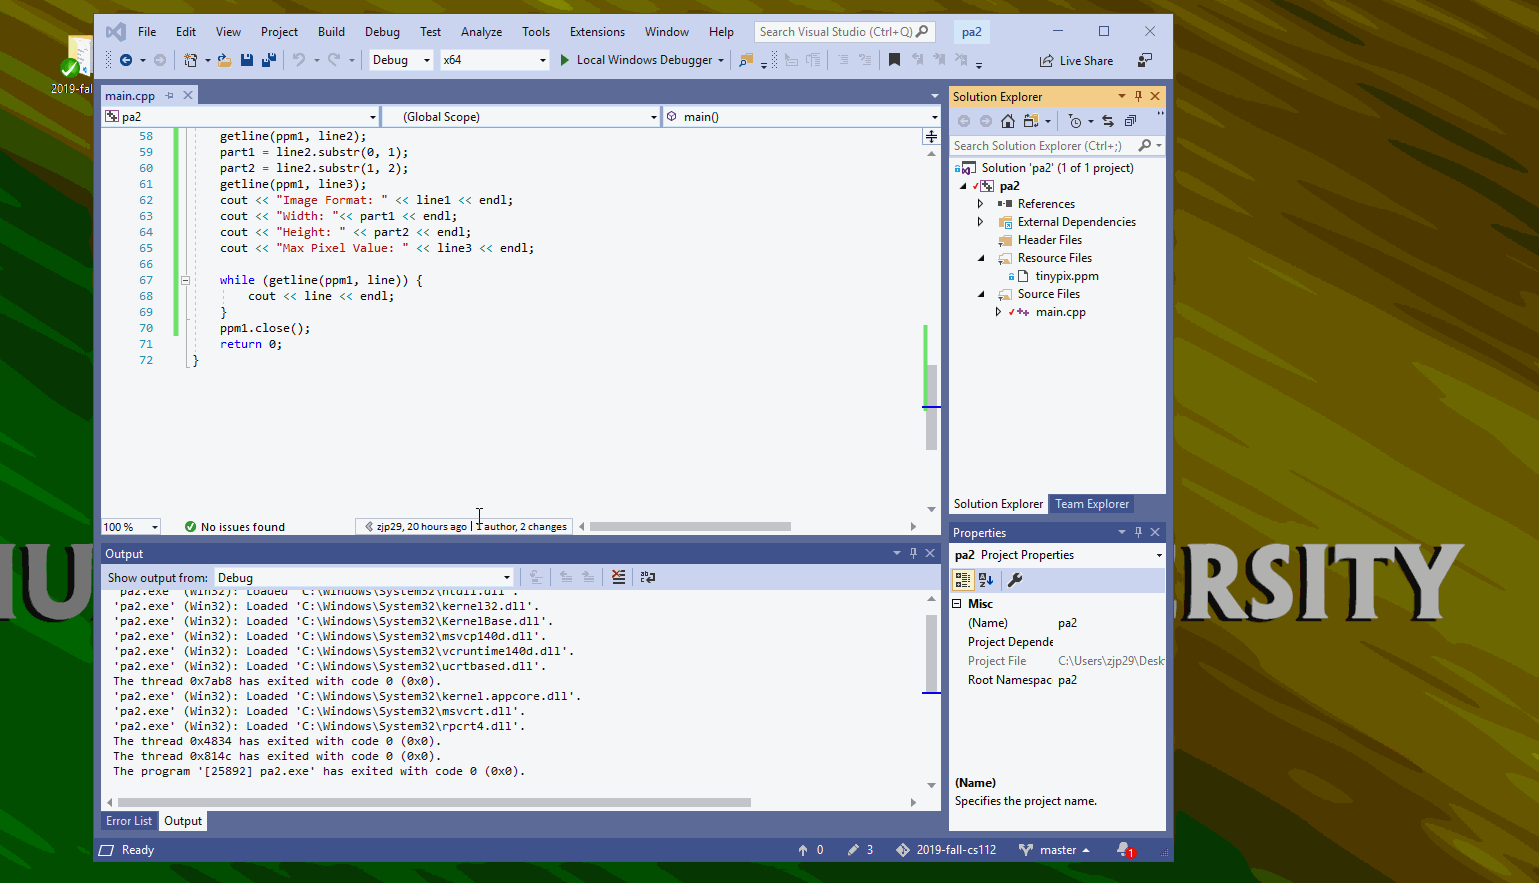 2019-fal
File Edit View Project Build Debug Test Analyze Tools Extensions Window Help Search Visual Studio (Ctrl+Q) pa2
Debug x64 Local Windows Debugger Live Share
main.cpp
pa2 (Global Scope) main()
58 getline(ppm1, line2);
59 part1 = line2.substr(0, 1);
60 part2 = line2.substr(1, 2);
61 getline(ppm1, line3);
62 cout << "Image Format: " << line1 << endl;
63 cout << "Width: "<< part1 << endl;
64 cout << "Height: " << part2 << endl;
65 cout << "Max Pixel Value: " << line3 << endl;
66
67 while (getline(ppm1, line)) {
68 cout << line << endl;
69 }
70 ppm1.close();
71 return 0;
72 }
100 % No issues found zjp29, 20 hours ago | 1 author, 2 changes
Output
Show output from: Debug
'pa2.exe' (Win32): Loaded 'C:\Windows\System32\ntdll.dll'.
'pa2.exe' (Win32): Loaded 'C:\Windows\System32\kernel32.dll'.
'pa2.exe' (Win32): Loaded 'C:\Windows\System32\KernelBase.dll'.
'pa2.exe' (Win32): Loaded 'C:\Windows\System32\msvcp140d.dll'.
'pa2.exe' (Win32): Loaded 'C:\Windows\System32\vcruntime140d.dll'.
'pa2.exe' (Win32): Loaded 'C:\Windows\System32\ucrtbased.dll'.
The thread 0x7ab8 has exited with code 0 (0x0).
'pa2.exe' (Win32): Loaded 'C:\Windows\System32\kernel.appcore.dll'.
'pa2.exe' (Win32): Loaded 'C:\Windows\System32\msvcrt.dll'.
'pa2.exe' (Win32): Loaded 'C:\Windows\System32\rpcrt4.dll'.
The thread 0x4834 has exited with code 0 (0x0).
The thread 0x814c has exited with code 0 (0x0).
The program '[25892] pa2.exe' has exited with code 0 (0x0).
Error List Output
Solution Explorer
Search Solution Explorer (Ctrl+;)
Solution 'pa2' (1 of 1 project)
pa2
References
External Dependencies
Header Files
Resource Files
tinypix.ppm
Source Files
main.cpp
Solution Explorer Team Explorer
Properties
pa2 Project Properties
Misc
(Name) pa2
Project Depende
Project File C:\Users\zjp29\Desk
Root Namespac pa2
(Name)
Specifies the project name.
Ready 0 3 2019-fall-cs112 master 1
ERSITY